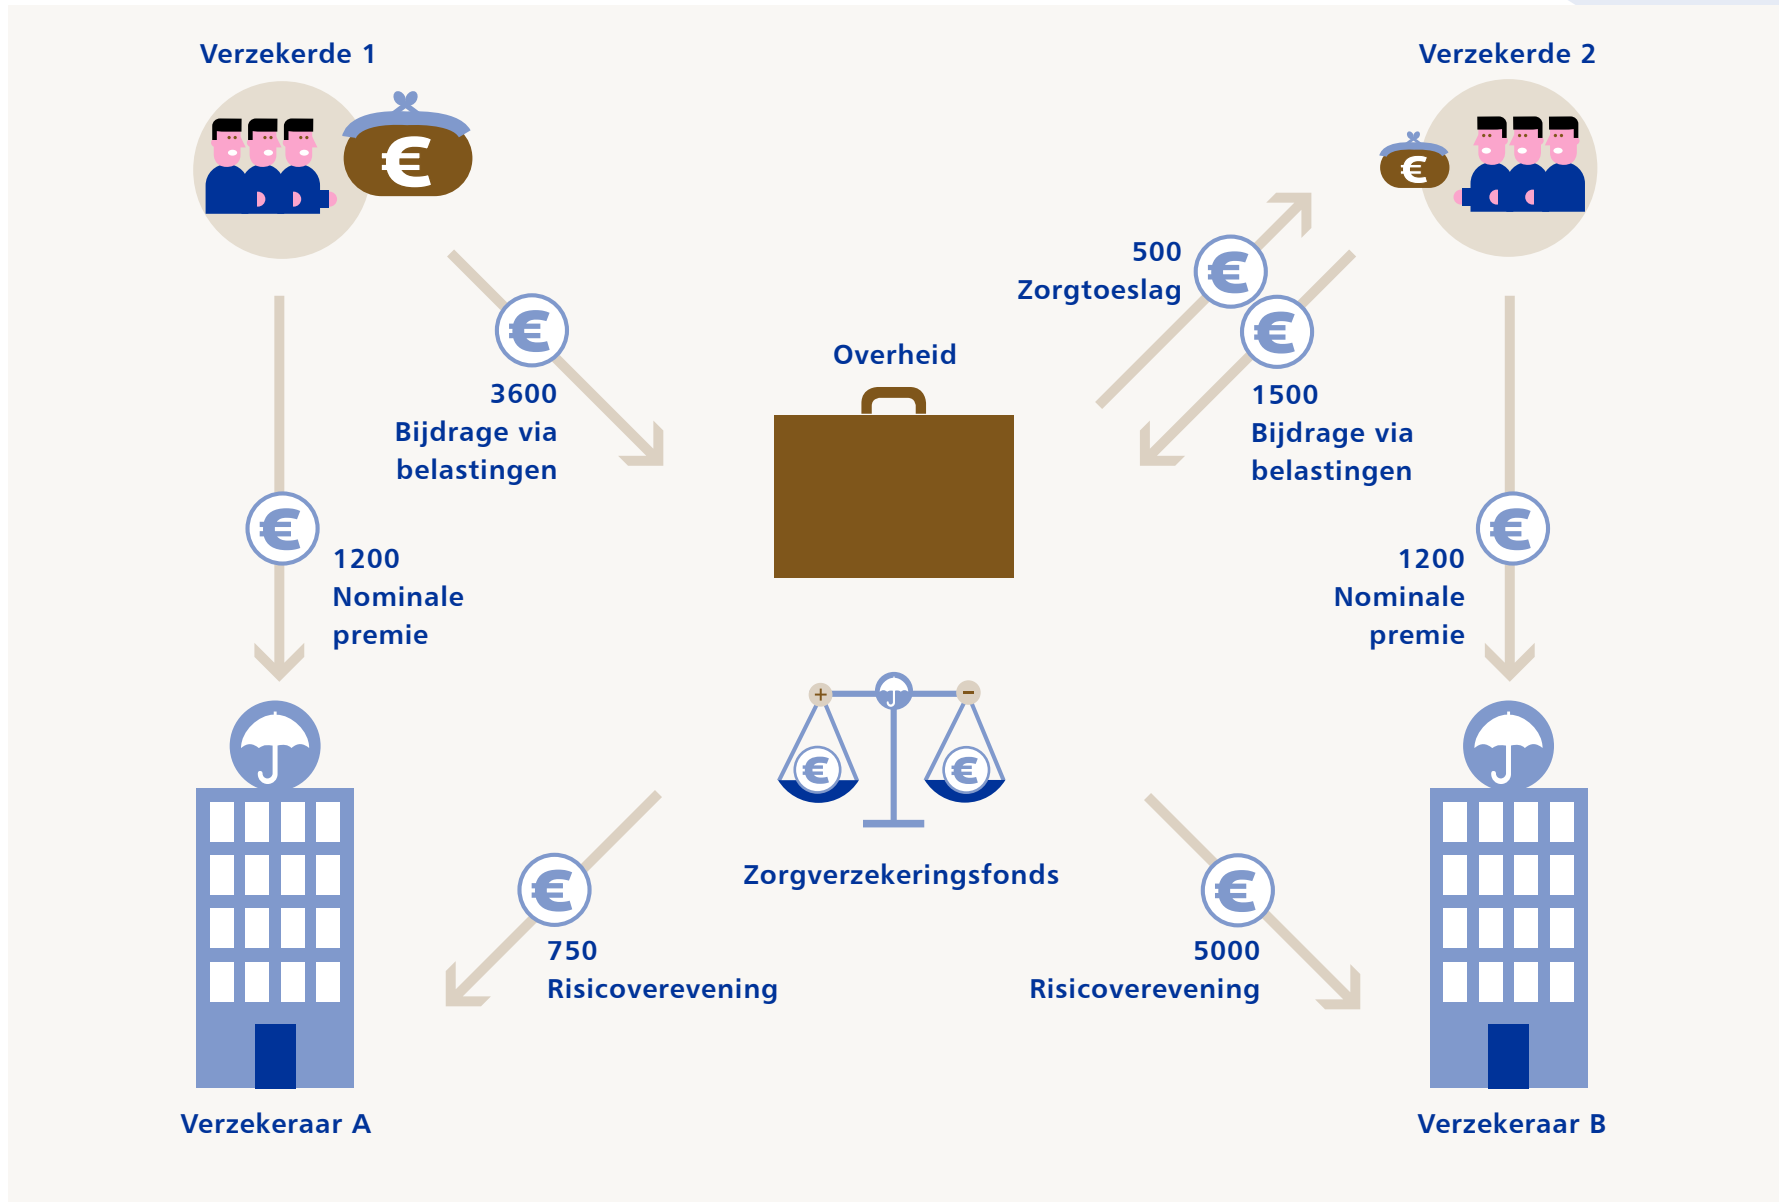 Verzekerde 1
Verzekerde 2
€
€
500
Zorgtoeslag
€
€
€
3600
Bijdrage via
belastingen
Overheid
1500
Bijdrage via
belastingen
€
1200
Nominale
premie
€
1200
Nominale
premie
+
−
€
€
Zorgverzekeringsfonds
€
750
Risicoverevening
€
5000
Risicoverevening
Verzekeraar A
Verzekeraar B